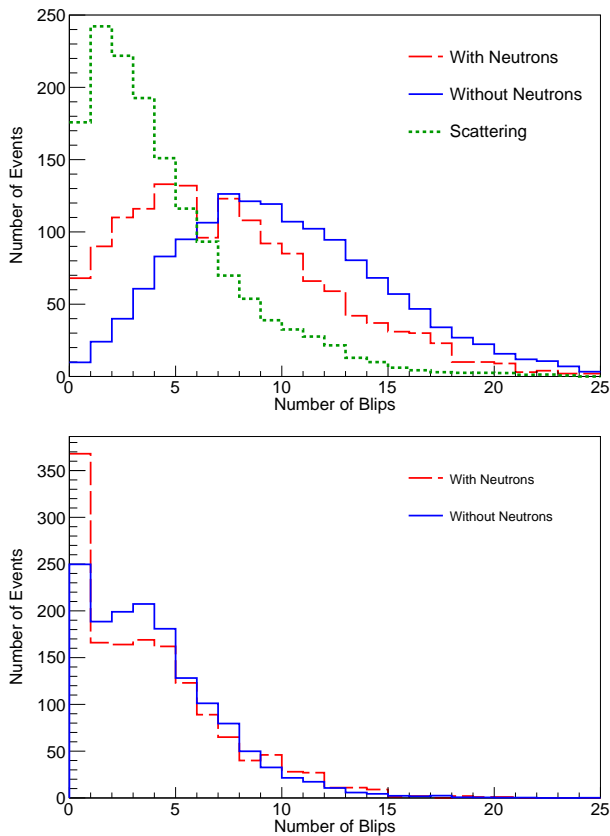 Number of Events
250
200
150
100
50
0
With Neutrons
Without Neutrons
Scattering
0 5 10 15 20 25
Number of Blips
Number of Events
350
300
250
200
150
100
50
0
With Neutrons
Without Neutrons
0 5 10 15 20 25
Number of Blips